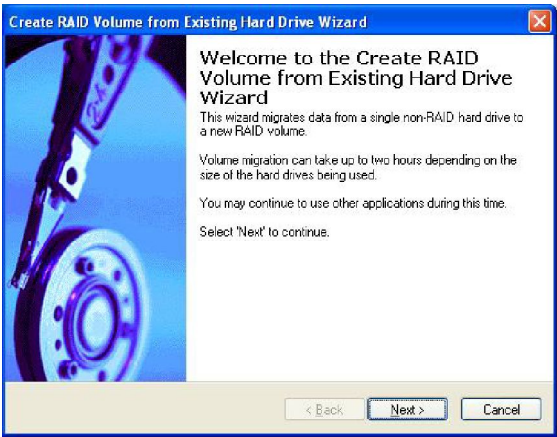 Create RAID Volume from Existing Hard Drive Wizard
Welcome to the Create RAID
Volume from Existing Hard Drive
Wizard
This wizard migrates data from a single non-RAID hard drive to
a new RAID volume.
Volume migration can take up to two hours depending on the
size of the hard drives being used.
You may continue to use other applications during this time.
Select 'Next' to continue.
< Back
Next >
Cancel